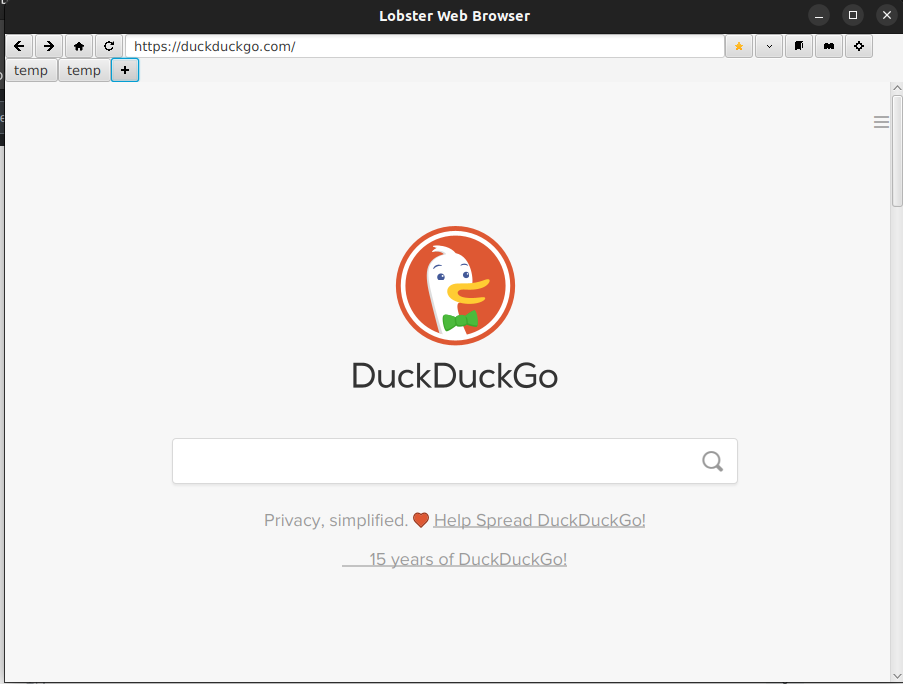 Lobster Web Browser
https://duckduckgo.com/
temp temp +
DuckDuckGo
Privacy, simplified. Help Spread DuckDuckGo!
15 years of DuckDuckGo!